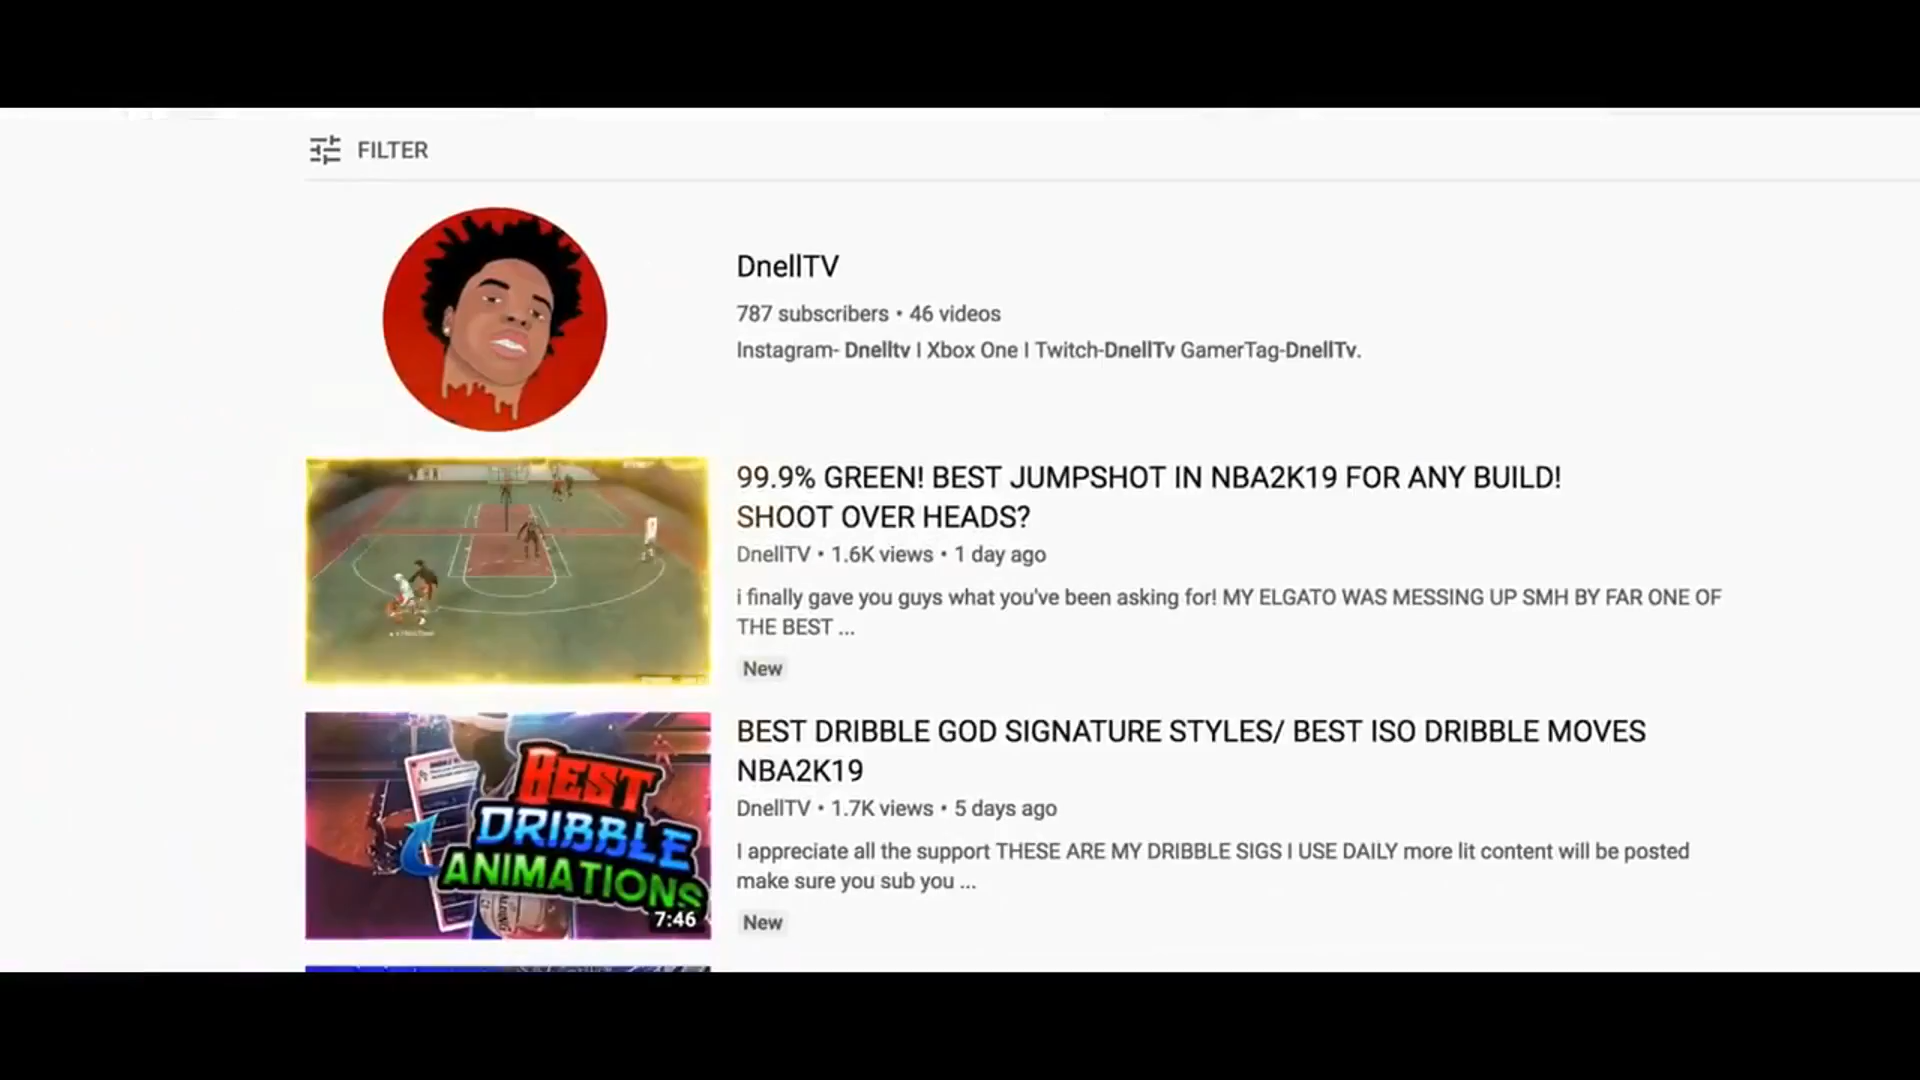 FILTER
DnellTV
787 subscribers • 46 videos
Instagram- Dnelltv I Xbox One I Twitch-DnellTv GamerTag-DnellTv.
99.9% GREEN! BEST JUMPSHOT IN NBA2K19 FOR ANY BUILD!
SHOOT OVER HEADS?
DnellTV • 1.6K views • 1 day ago
i finally gave you guys what you've been asking for! MY ELGATO WAS MESSING UP SMH BY FAR ONE OF
THE BEST ...
New
BEST
DRIBBLE
ANIMATIONS
7:46
BEST DRIBBLE GOD SIGNATURE STYLES/ BEST ISO DRIBBLE MOVES
NBA2K19
DnellTV • 1.7K views • 5 days ago
I appreciate all the support THESE ARE MY DRIBBLE SIGS I USE DAILY more lit content will be posted
make sure you sub you ...
New